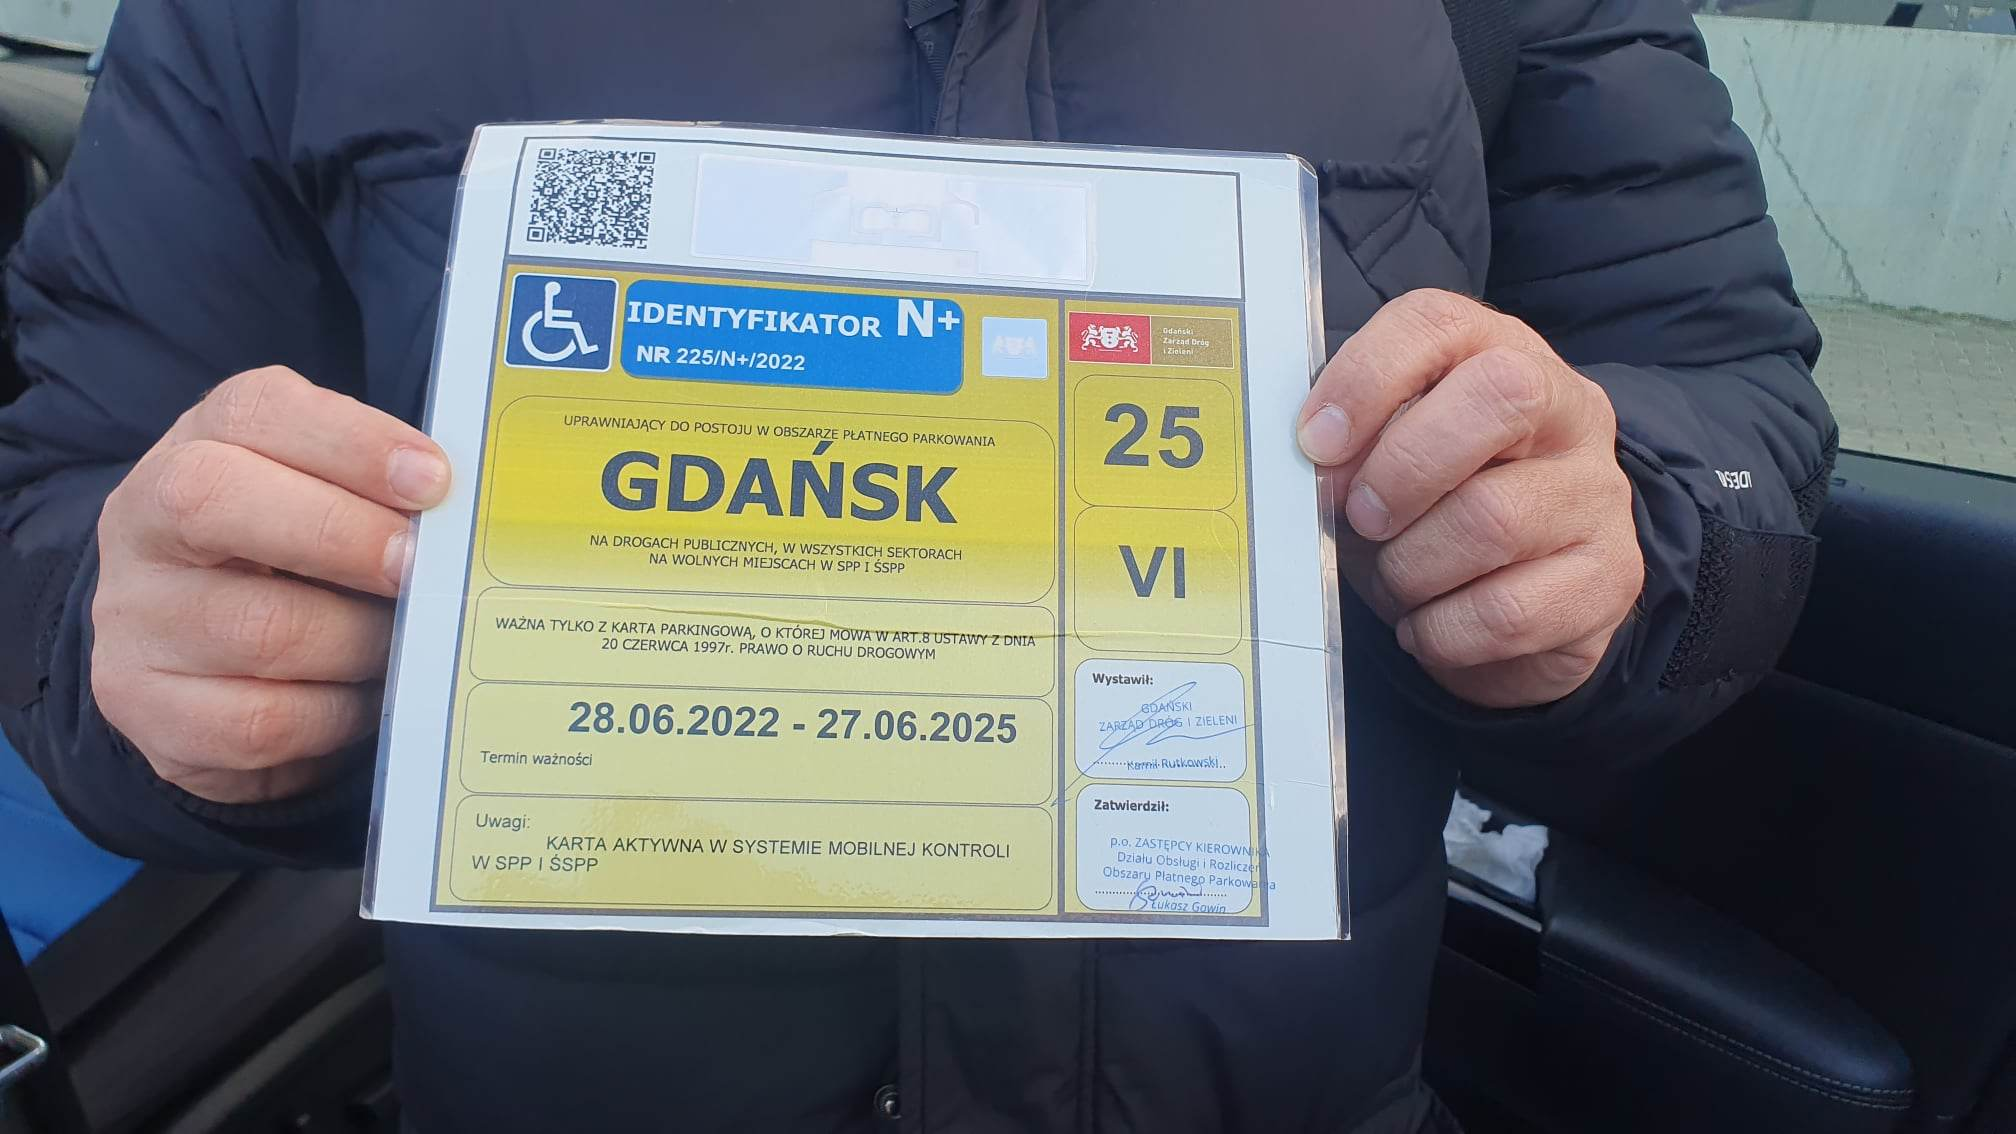 IDENTYFIKATOR N+
NR 225/N+/2022
UPRAWNIAJĄCY DO POSTOJU W OBSZARZE PŁATNEGO PARKOWANIA
GDAŃSK
NA DROGACH PUBLICZNYCH, W WSZYSTKICH SEKTORACH
NA WOLNYCH MIEJSCACH W SPP I ŚSPP
WAŻNA TYLKO Z KARTA PARKINGOWĄ, O KTÓREJ MOWA W ART.8 USTAWY Z DNIA
20 CZERWCA 1997r. PRAWO O RUCHU DROGOWYM
28.06.2022 - 27.06.2025
Termin ważności
Uwagi:
KARTA AKTYWNA W SYSTEMIE MOBILNEJ KONTROLI
W SPP I ŚSPP
Gdański
Zarząd Dróg
i Zieleni
25
VI
Wystawił:
GDAŃSKI
ZARZĄD DRÓG I ZIELENI
Kamil Rutkowski
Zatwierdził:
p.o. ZASTĘPCY KIEROWNIKA
Działu Obsługi i Rozliczeń
Obszaru Płatnego Parkowania
Łukasz Gawin